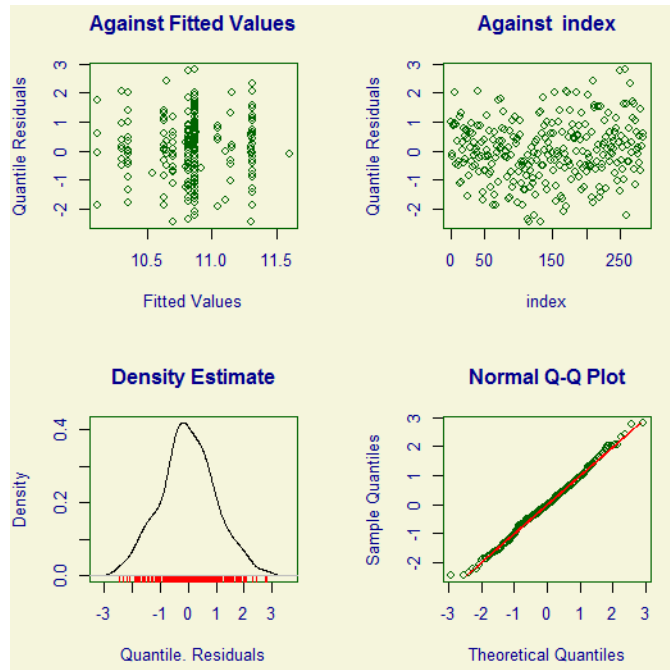 Against Fitted Values
Quantile Residuals
3
2
1
0
-1
-2
10.5 11.0 11.5
Fitted Values
Against index
Quantile Residuals
3
2
1
0
-1
-2
0 50 150 250
index
Density Estimate
Density
0.4
0.2
0.0
-3 -2 -1 0 1 2 3
Quantile. Residuals
Normal Q-Q Plot
Sample Quantiles
3
2
1
0
-1
-2
-3 -2 -1 0 1 2 3
Theoretical Quantiles